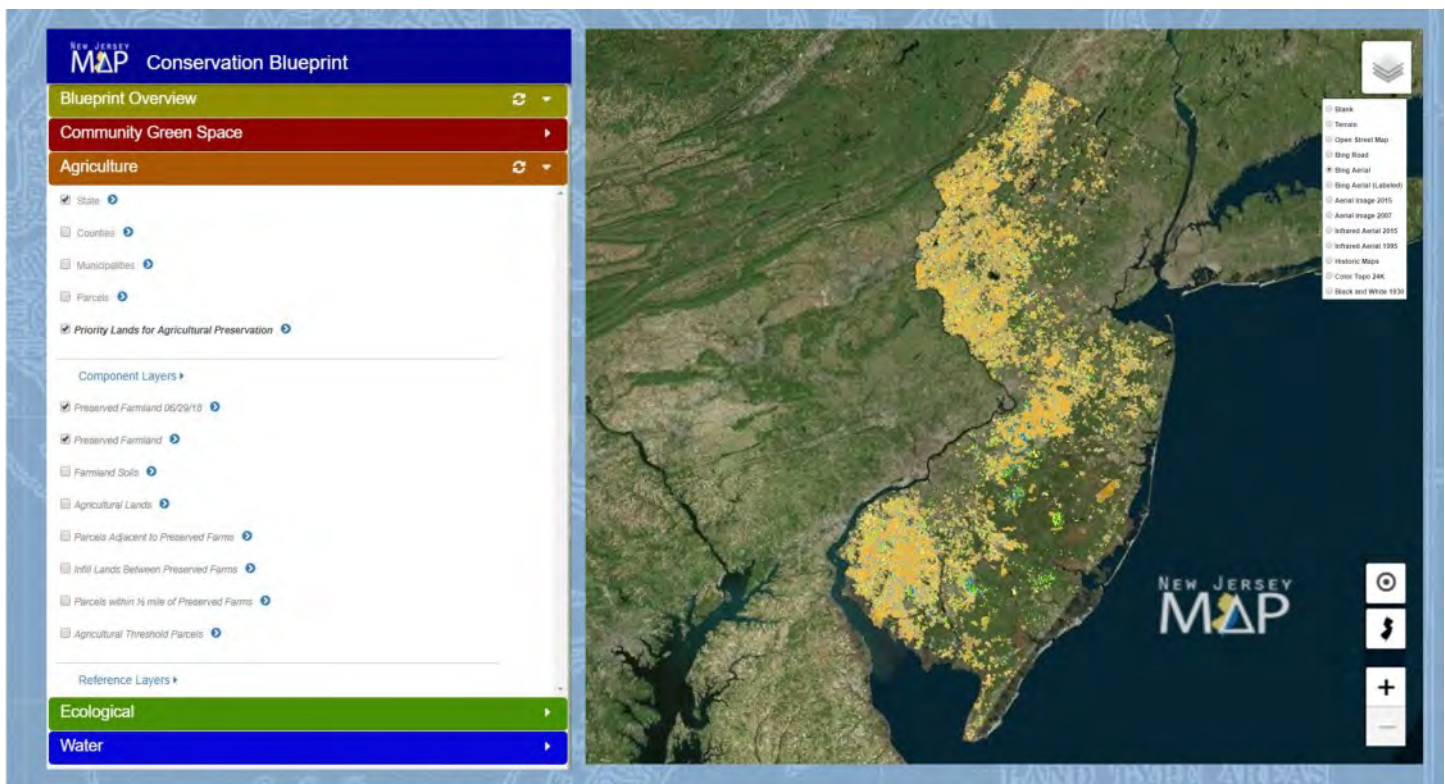 NEW JERSEY
MAP Conservation Blueprint
Blueprint Overview
Community Green Space
Agriculture
State
Counties
Municipalities
Parcels
Priority Lands for Agricultural Preservation
Component Layers
Preserved Farmland 06/29/18
Preserved Farmland
Farmland Soils
Agricultural Lands
Parcels Adjacent to Preserved Farms
Infill Lands Between Preserved Farms
Parcels within ½ mile of Preserved Farms
Agricultural Threshold Parcels
Reference Layers
Ecological
Water
Blank
Terrain
Open Street Map
Bing Road
Bing Aerial
Bing Aerial (Labeled)
Aerial Image 2015
Aerial Image 2007
Infrared Aerial 2015
Infrared Aerial 1995
Historic Maps
Color Topo 24K
Black and White 1930
NEW JERSEY
MAP
+
−